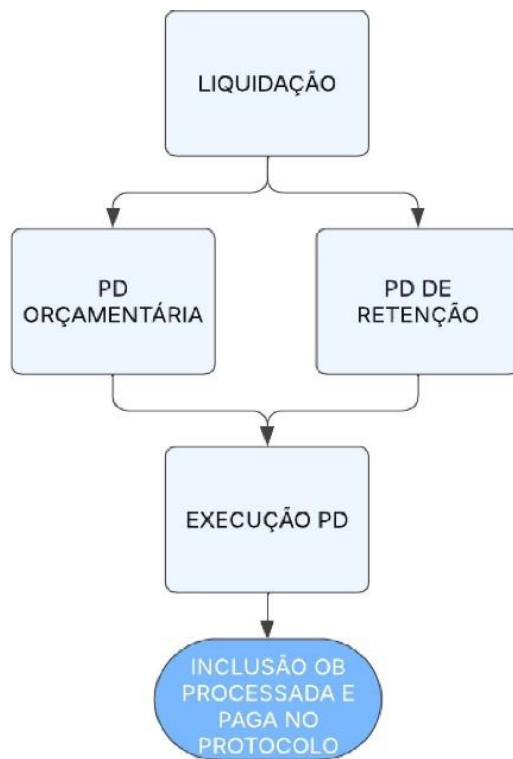 LIQUIDAÇÃO
PD
ORÇAMENTÁRIA
PD DE
RETENÇÃO
EXECUÇÃO PD
INCLUSÃO OB
PROCESSADA E
PAGA NO
PROTOCOLO